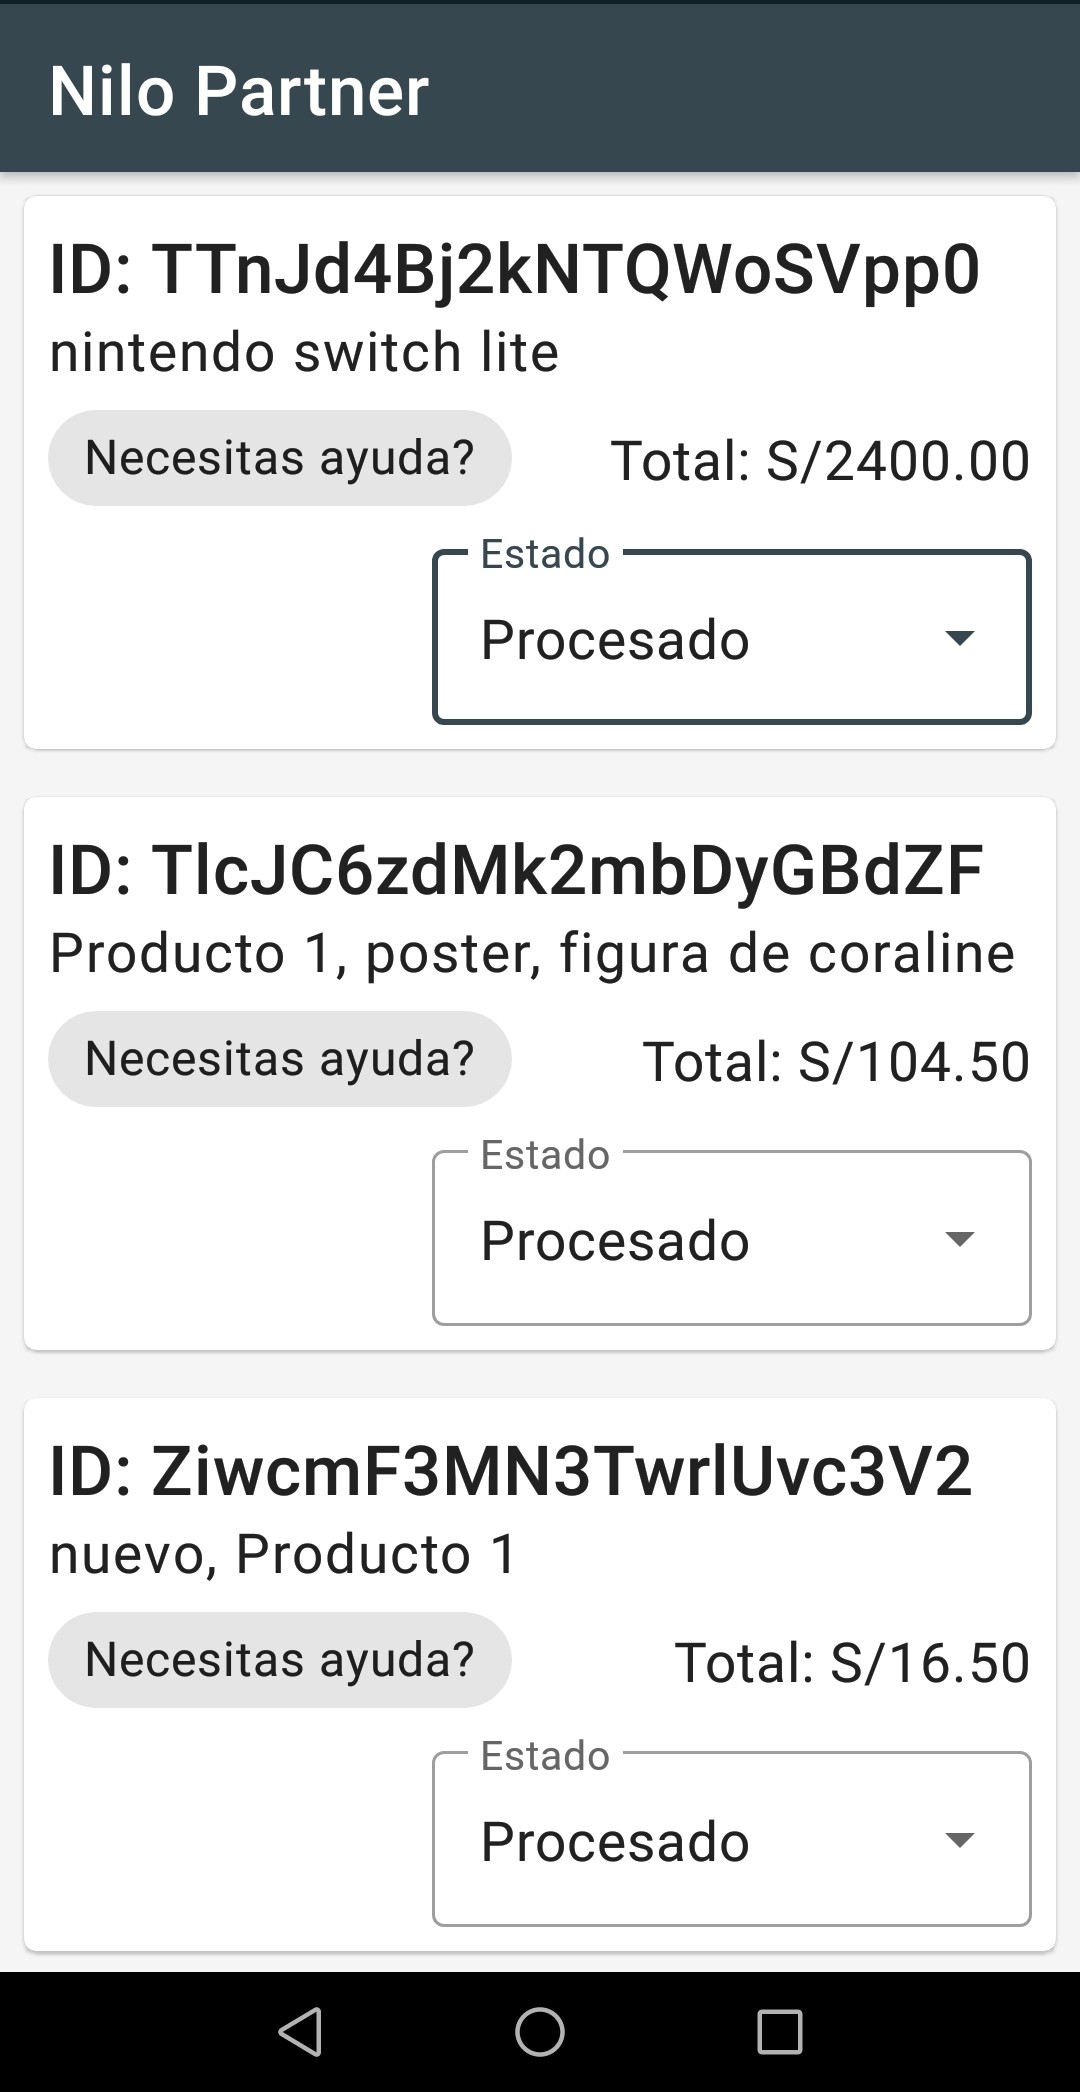 Nilo Partner
ID: TTnJd4Bj2kNTQWoSVpp0
nintendo switch lite
Necesitas ayuda?
Total: S/2400.00
Estado
Procesado
ID: TlcJC6zdMk2mbDyGBdZF
Producto 1, poster, figura de coraline
Necesitas ayuda?
Total: S/104.50
Estado
Procesado
ID: ZiwcmF3MN3TwrlUvc3V2
nuevo, Producto 1
Necesitas ayuda?
Total: S/16.50
Estado
Procesado